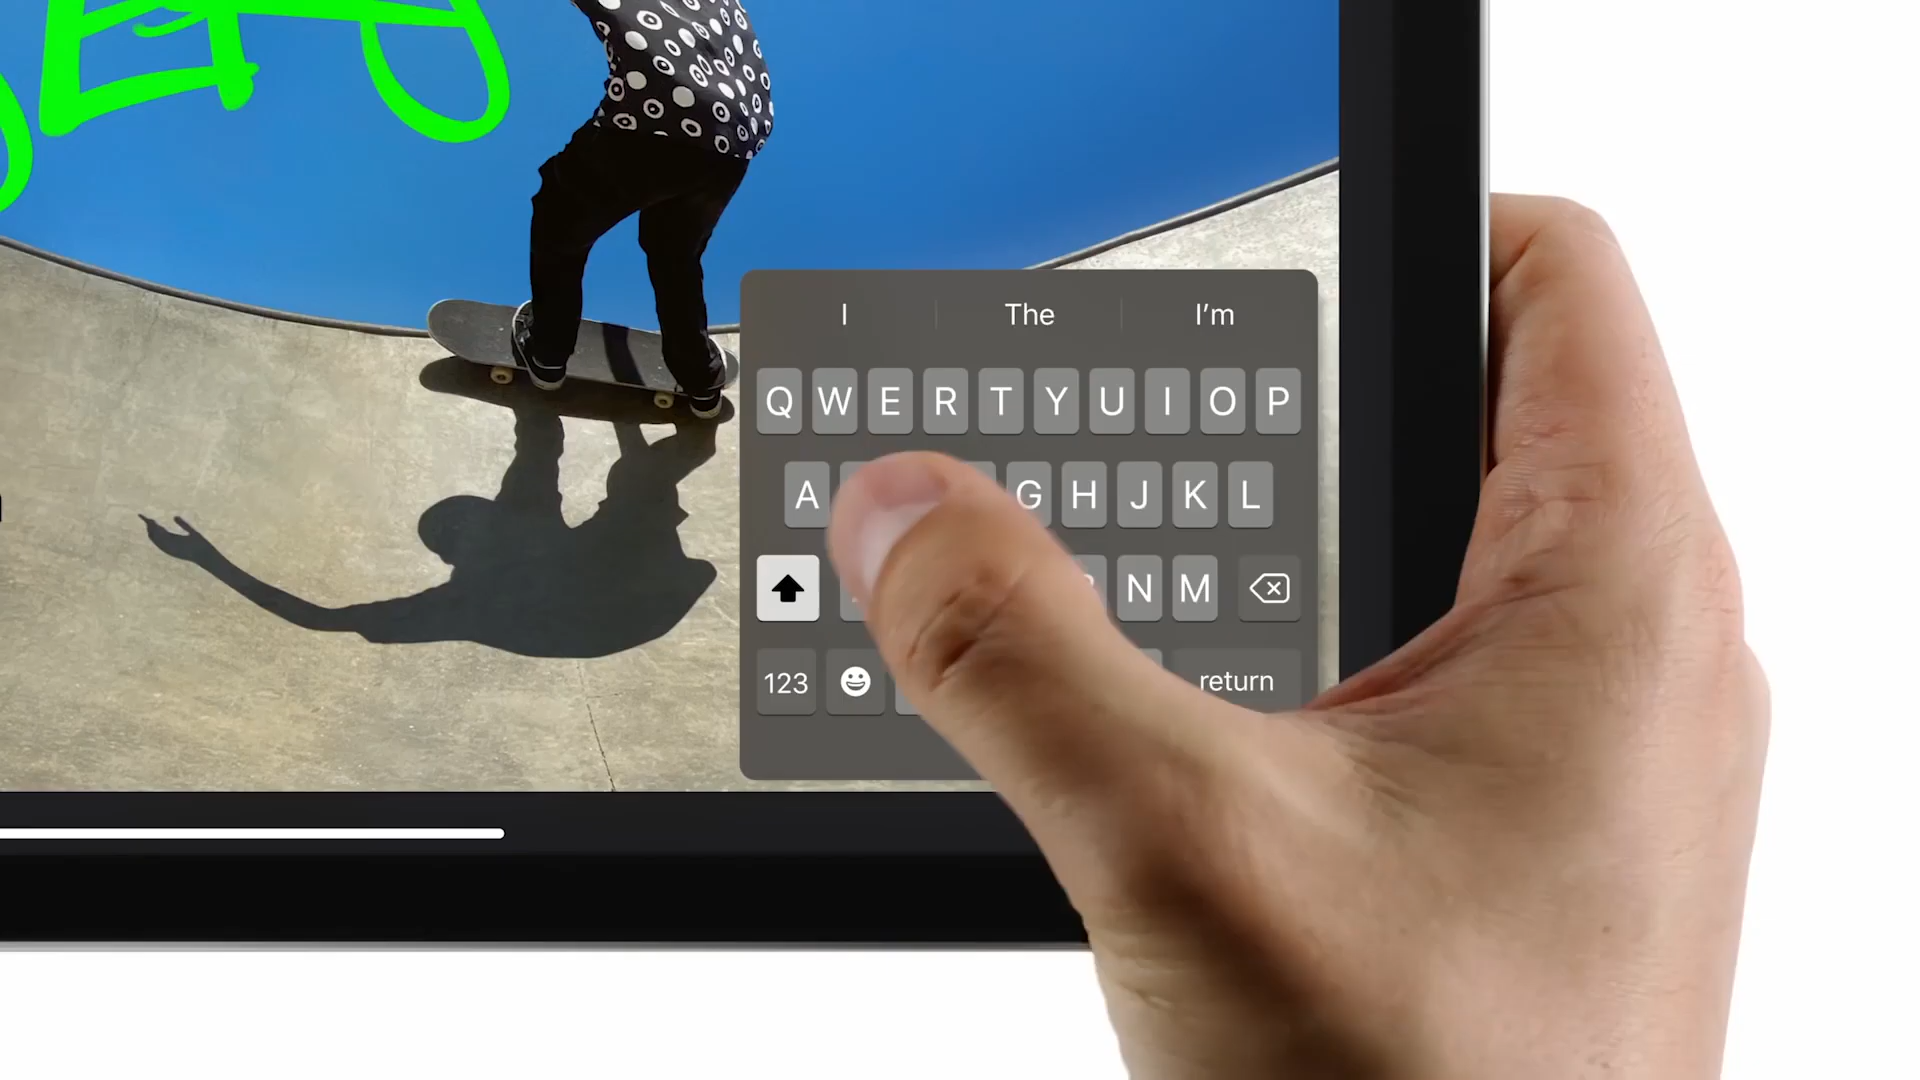 I The I'm
Q W E R T Y U I O P
A G H J K L
N M
123 return